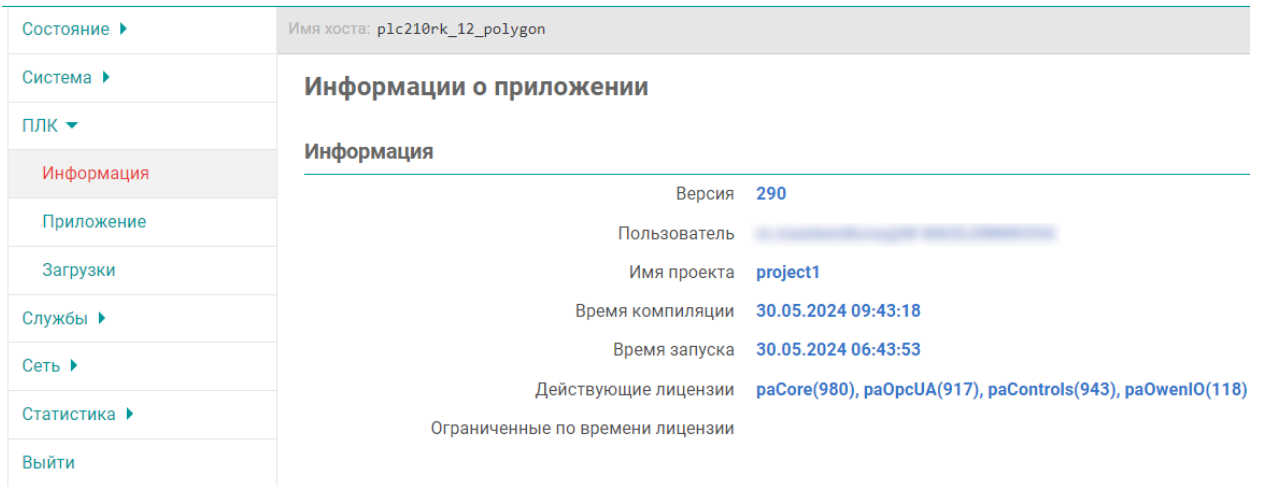 Состояние
Имя хоста: plc210rk_12_polygon
Система
Информации о приложении
ПЛК
Информация
Информация
Версия 290
Приложение
Пользователь
Загрузки
Имя проекта project1
Службы
Время компиляции 30.05.2024 09:43:18
Время запуска 30.05.2024 06:43:53
Сеть
Действующие лицензии paCore(980), paOpcUA(917), paControls(943), paOwenIO(118)
Статистика
Ограниченные по времени лицензии
Выйти